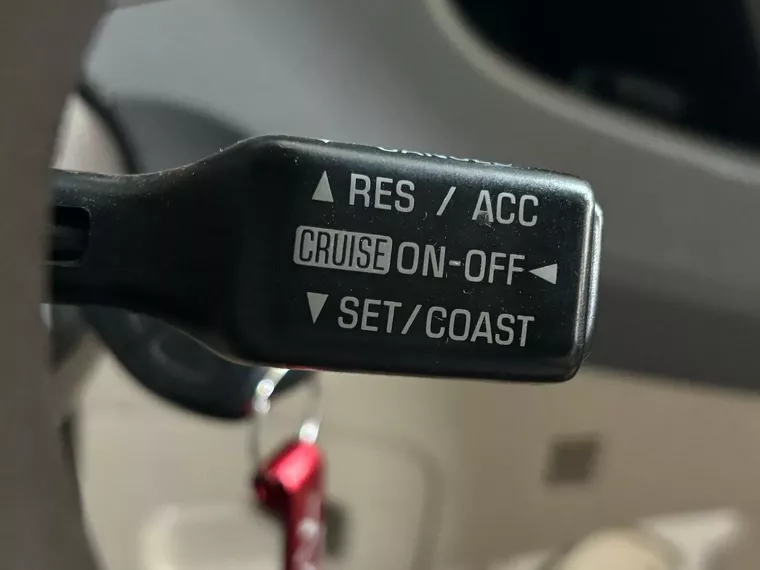 ▲ RES / ACC
CRUISE ON-OFF ◄
▼ SET/COAST